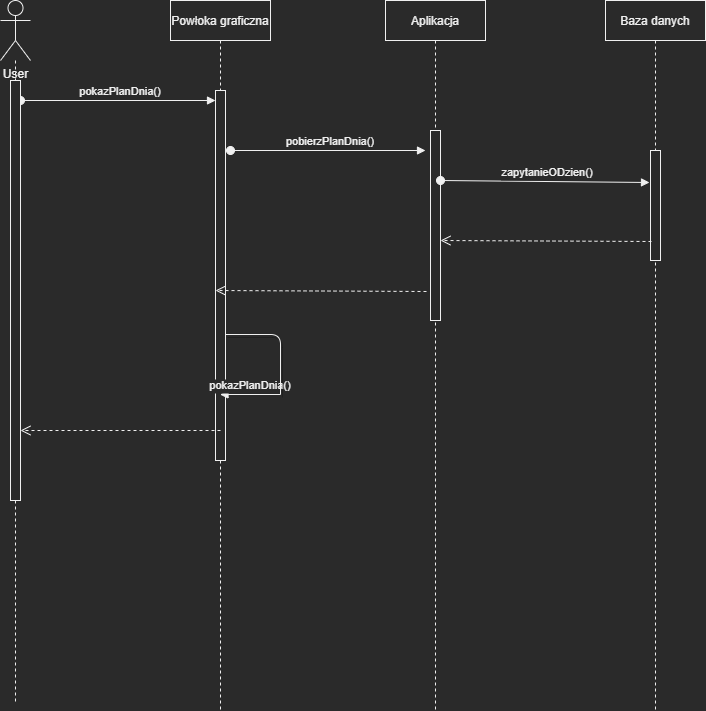 Powłoka graficzna
Aplikacja
Baza danych
User
pokazPlanDnia()
pobierzPlanDnia()
zapytanieODzien()
pokazPlanDnia()